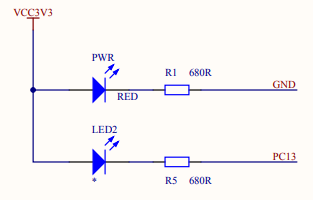 VCC3V3
PWR
R1 680R
GND
RED
LED2
PC13
*
R5 680R